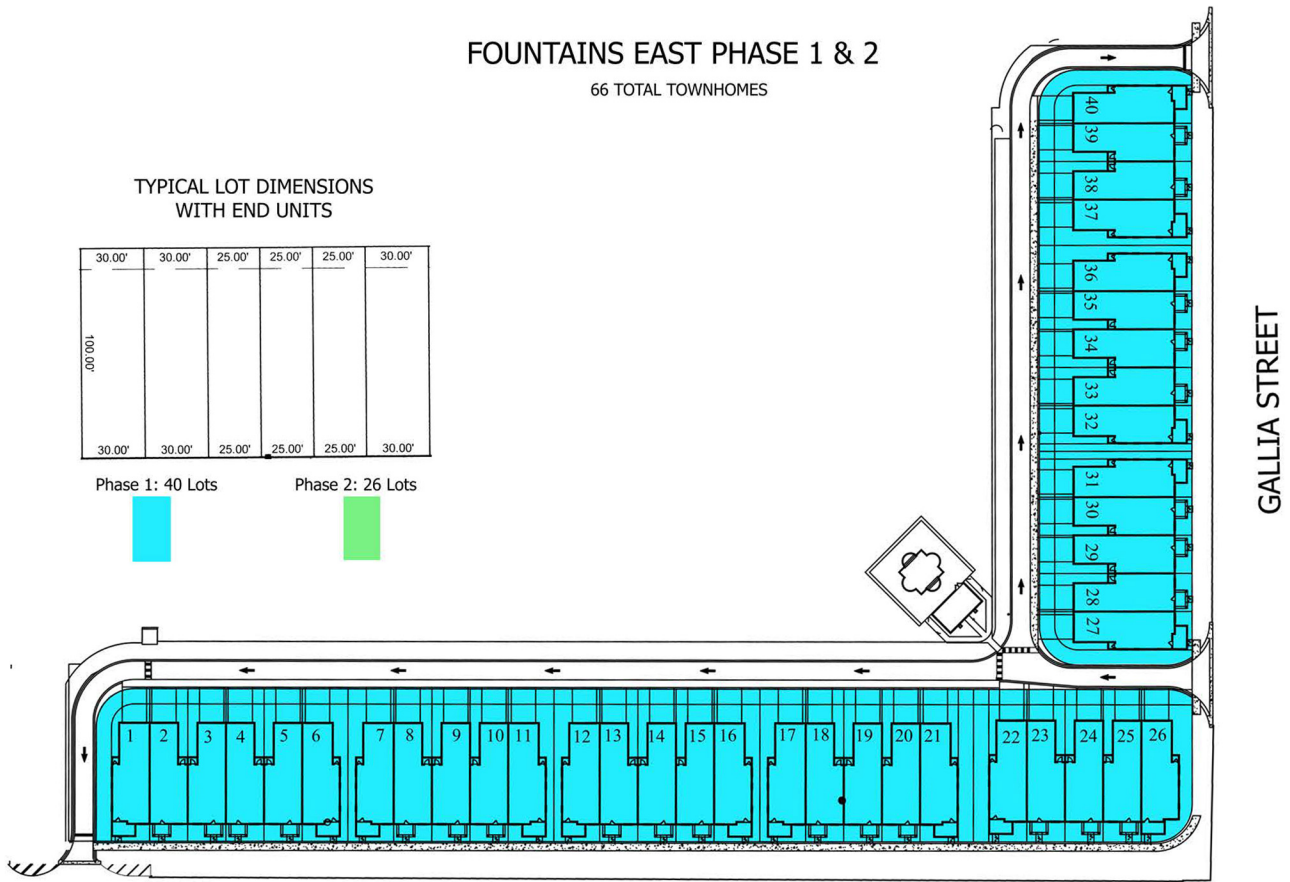 FOUNTAINS EAST PHASE 1 & 2
66 TOTAL TOWNHOMES
TYPICAL LOT DIMENSIONS
WITH END UNITS
30.00' 30.00' 25.00' 25.00' 25.00' 30.00'
100.00'
30.00' 30.00' 25.00' 25.00' 25.00' 30.00'
Phase 1: 40 Lots
Phase 2: 26 Lots
40
39
38
37
36
35
34
33
32
31
30
29
28
27
GALLIA STREET
1 2 3 4 5 6 7 8 9 10 11 12 13 14 15 16 17 18 19 20 21 22 23 24 25 26